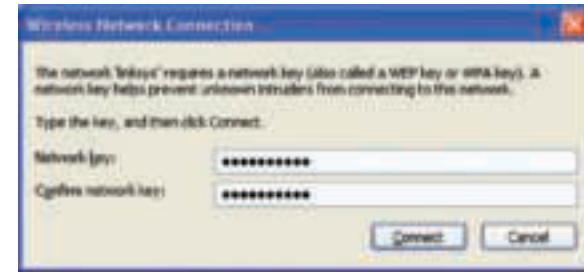 Wireless Network Connection
The network 'linksys' requires a network key (also called a WEP key or WPA key). A
network key helps prevent unknown intruders from connecting to this network.
Type the key, and then click Connect.
Network key: ●●●●●●●●●●
Confirm network key: ●●●●●●●●●●
Connect Cancel